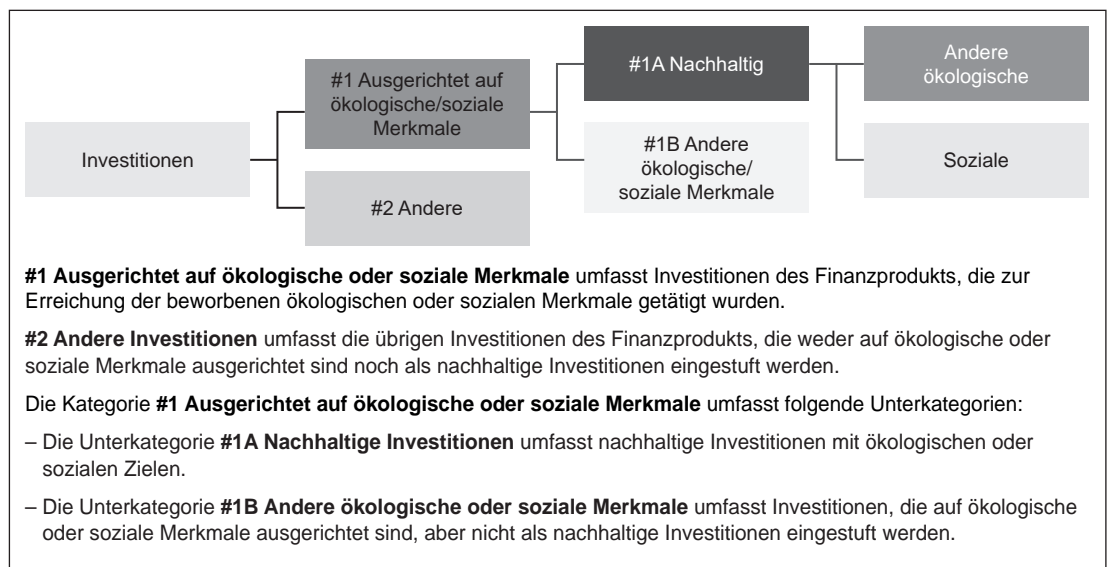 Investitionen
#1 Ausgerichtet auf
ökologische/soziale
Merkmale
#2 Andere
#1A Nachhaltig
#1B Andere
ökologische/
soziale Merkmale
Andere
ökologische
Soziale
#1 Ausgerichtet auf ökologische oder soziale Merkmale umfasst Investitionen des Finanzprodukts, die zur
Erreichung der beworbenen ökologischen oder sozialen Merkmale getätigt wurden.
#2 Andere Investitionen umfasst die übrigen Investitionen des Finanzprodukts, die weder auf ökologische oder
soziale Merkmale ausgerichtet sind noch als nachhaltige Investitionen eingestuft werden.
Die Kategorie #1 Ausgerichtet auf ökologische oder soziale Merkmale umfasst folgende Unterkategorien:
– Die Unterkategorie #1A Nachhaltige Investitionen umfasst nachhaltige Investitionen mit ökologischen oder
sozialen Zielen.
– Die Unterkategorie #1B Andere ökologische oder soziale Merkmale umfasst Investitionen, die auf ökologische
oder soziale Merkmale ausgerichtet sind, aber nicht als nachhaltige Investitionen eingestuft werden.